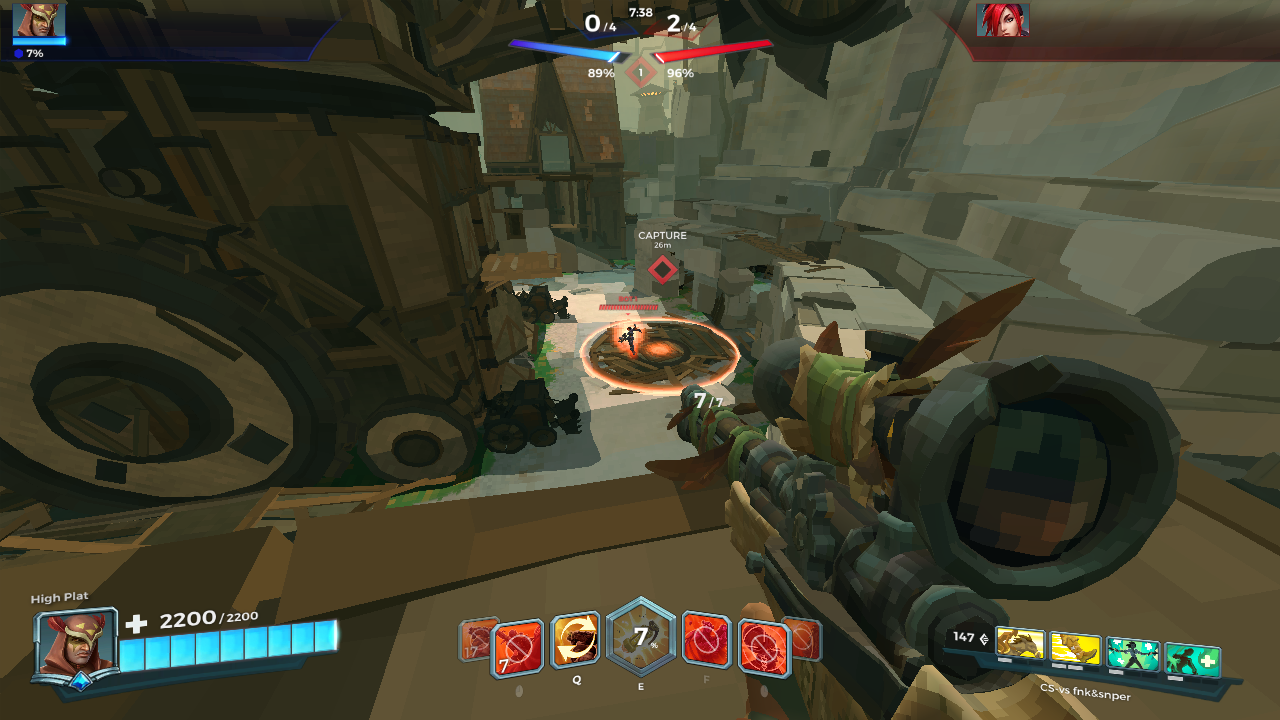 7%
0/4
7:38
2/4
89%
1
96%
CAPTURE
26m
7/7
High Plat
2200/2200
17
7
7%
Q
E
F
147
CS-vs fnk&snper